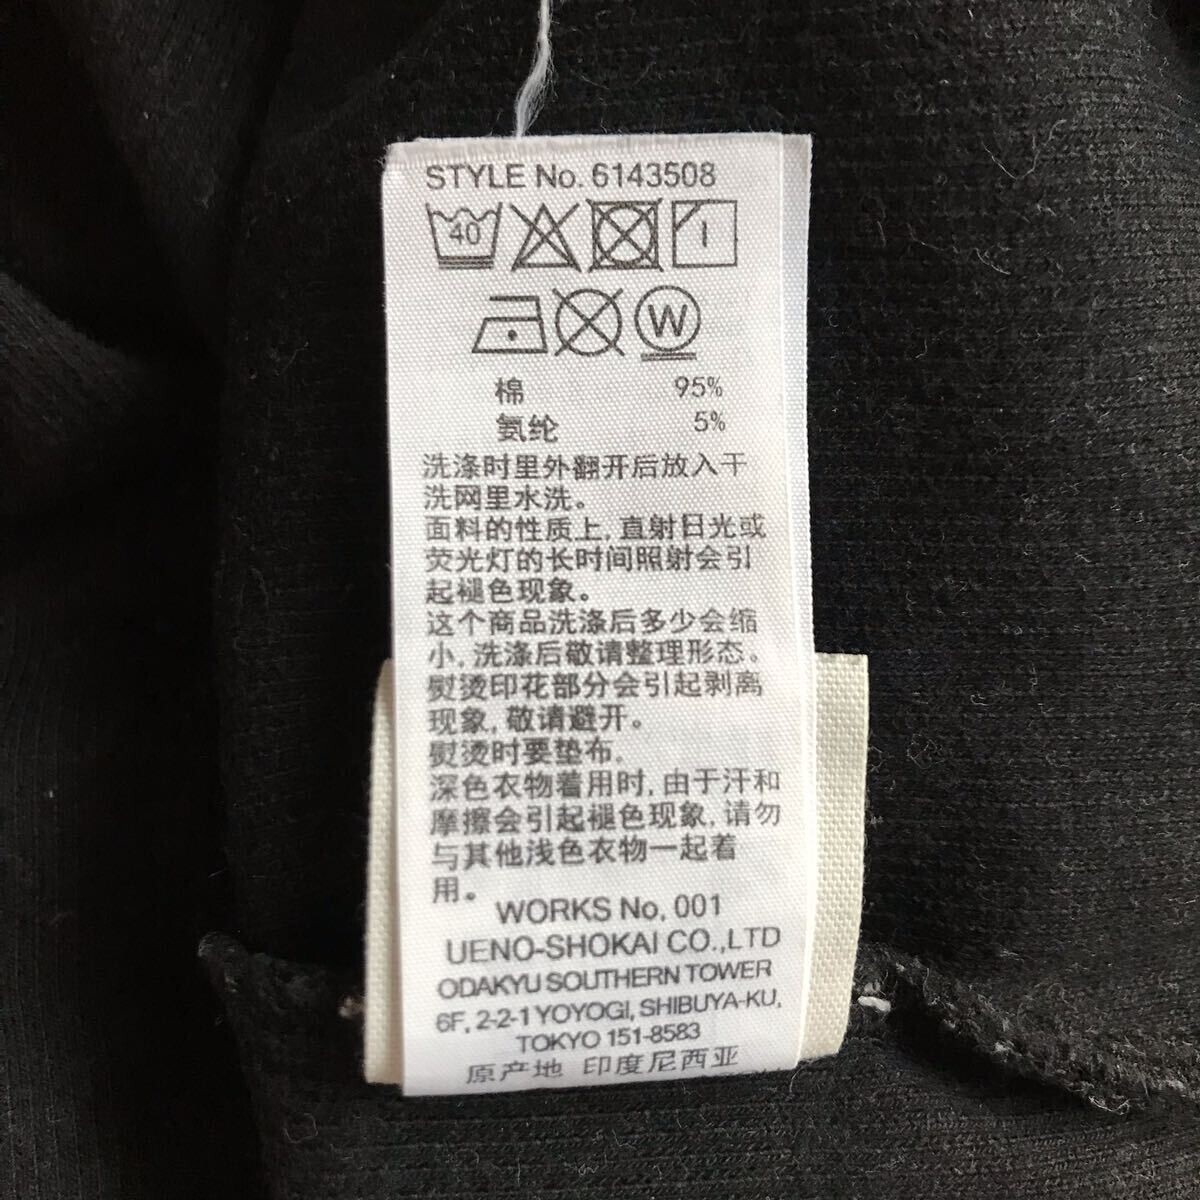 STYLE No. 6143508
40
W
棉 95%
氨纶 5%
洗涤时里外翻开后放入干
洗网里水洗。
面料的性质上,直射日光或
荧光灯的长时间照射会引
起褪色现象。
这个商品洗涤后多少会缩
小,洗涤后敬请整理形态。
熨烫印花部分会引起剥离
现象,敬请避开。
熨烫时要垫布.
深色衣物着用时,由于汗和
摩擦会引起褪色现象,请勿
与其他浅色衣物一起着
用。
WORKS No. 001
UENO-SHOKAI CO.,LTD
ODAKYU SOUTHERN TOWER
6F, 2-2-1 YOYOGI, SHIBUYA-KU,
TOKYO 151-8583
原产地 印度尼西亚